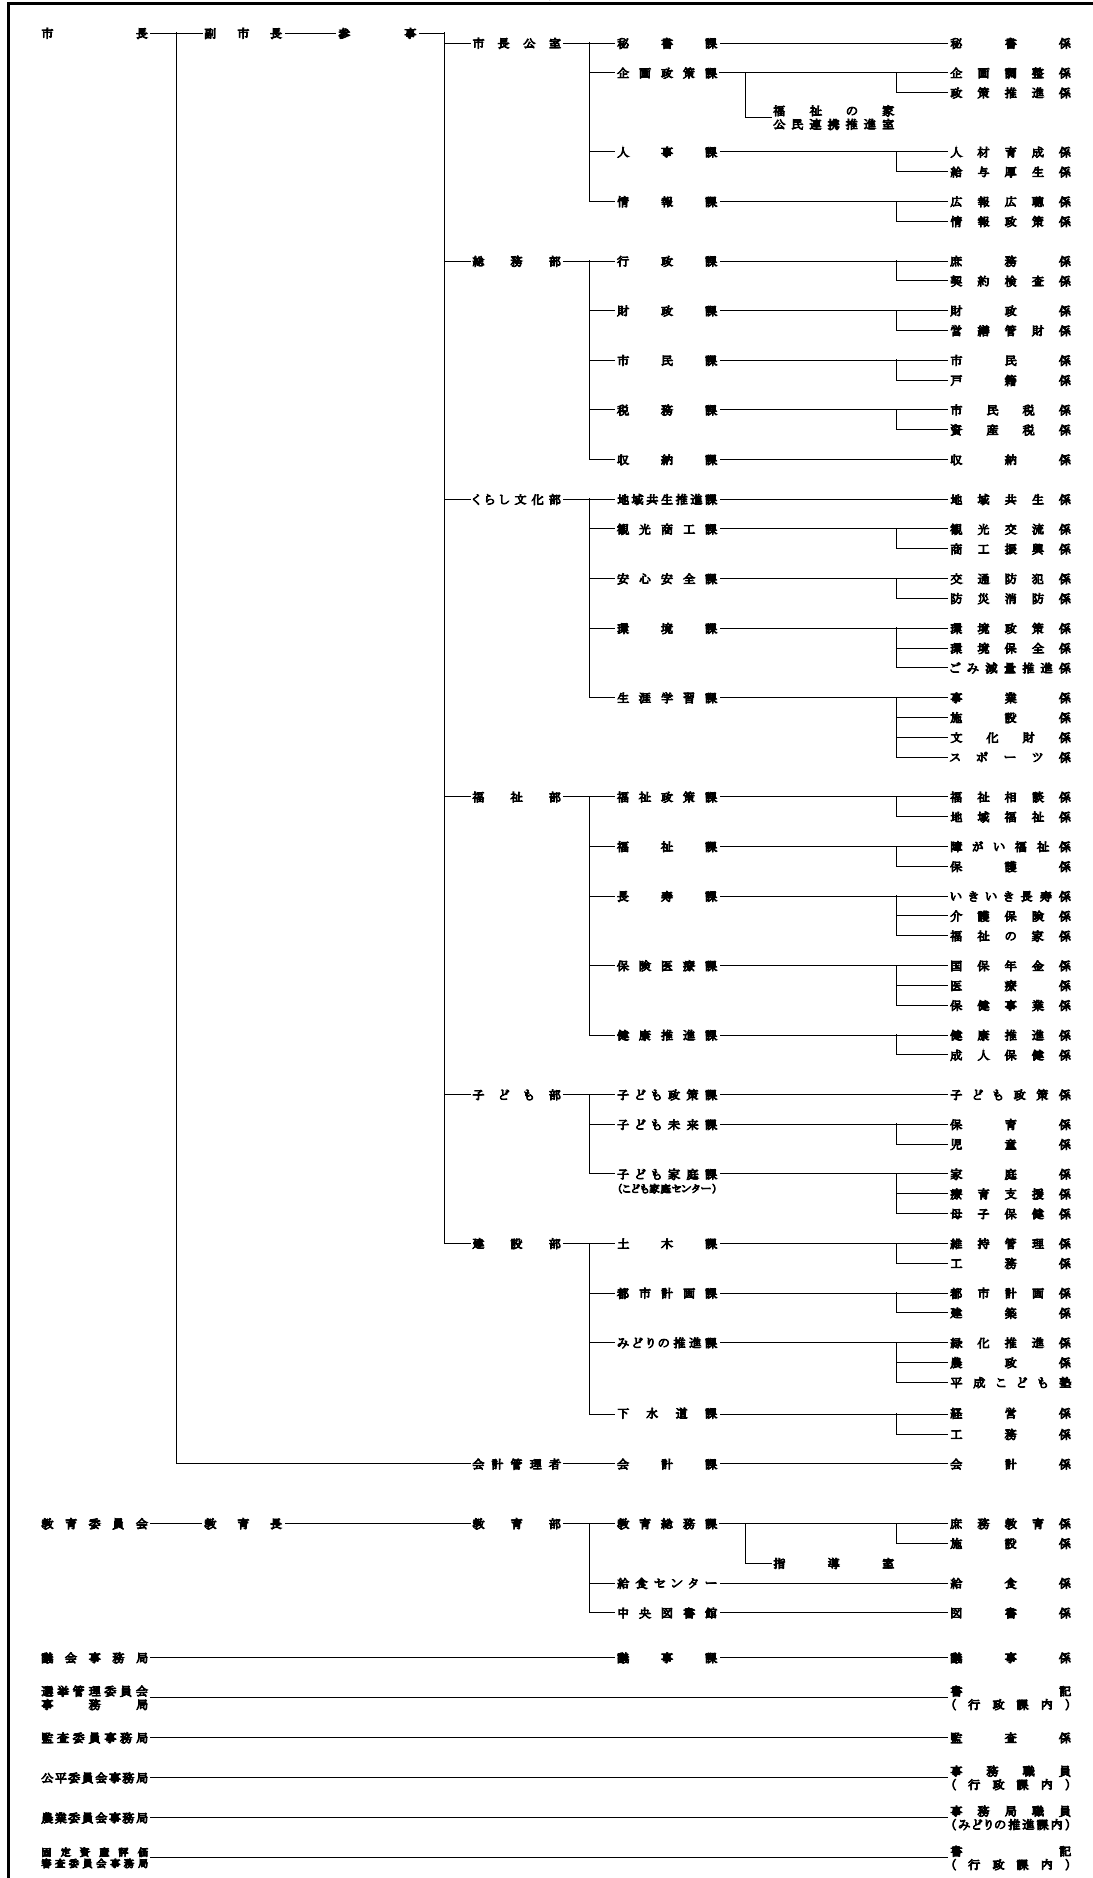 市長 副市長 参事
市長公室 秘書課 秘書係
企画政策課 企画調整係
政策推進係
福祉の家
公民連携推進室
人事課 人材育成係
給与厚生係
情報課 広報広聴係
情報政策係
総務部 行政課 庶務係
契約検査係
財政課 財政係
営繕管財係
市民課 市民係
戸籍係
税務課 市民税係
資産税係
収納課 収納係
くらし文化部 地域共生推進課 地域共生係
観光商工課 観光交流係
商工振興係
安心安全課 交通防犯係
防災消防係
環境課 環境政策係
環境保全係
ごみ減量推進係
生涯学習課 事業係
施設係
文化財係
スポーツ係
福祉部 福祉政策課 福祉相談係
地域福祉係
福祉課 障がい福祉係
保護係
長寿課 いきいき長寿係
介護保険係
福祉の家係
保険医療課 国保年金係
医療係
保健事業係
健康推進課 健康推進係
成人保健係
子ども部 子ども政策課 子ども政策係
子ども未来課 保育係
児童係
子ども家庭課 家庭係
(こども家庭センター) 療育支援係
母子保健係
建設部 土木課 維持管理係
工務係
都市計画課 都市計画係
建築係
みどりの推進課 緑化推進係
農政係
平成こども塾
下水道課 経営係
工務係
会計管理者 会計課 会計係
教育委員会 教育長 教育部 教育総務課 庶務教育係
施設係
指導室
給食センター 給食係
中央図書館 図書係
議会事務局 議事課 議事係
選挙管理委員会 書記
事務局 (行政課内)
監査委員事務局 監査係
公平委員会事務局 事務職員
(行政課内)
農業委員会事務局 事務局職員
(みどりの推進課内)
固定資産評価 書記
審査委員会事務局 (行政課内)